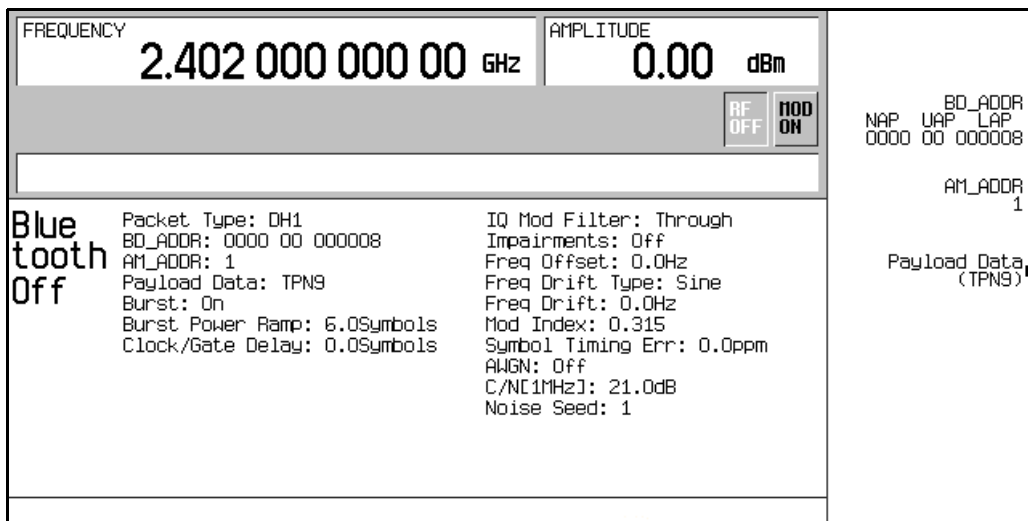 FREQUENCY
2.402 000 000 00 GHz
AMPLITUDE
0.00 dBm
RF
OFF
MOD
ON
Blue
tooth
Off
Packet Type: DH1
BD_ADDR: 0000 00 000008
AM_ADDR: 1
Payload Data: TPN9
Burst: On
Burst Power Ramp: 6.0Symbols
Clock/Gate Delay: 0.0Symbols
IQ Mod Filter: Through
Impairments: Off
Freq Offset: 0.0Hz
Freq Drift Type: Sine
Freq Drift: 0.0Hz
Mod Index: 0.315
Symbol Timing Err: 0.0ppm
AWGN: Off
C/N[1MHz]: 21.0dB
Noise Seed: 1
BD_ADDR
NAP UAP LAP
0000 00 000008
AM_ADDR
1
Payload Data
(TPN9)